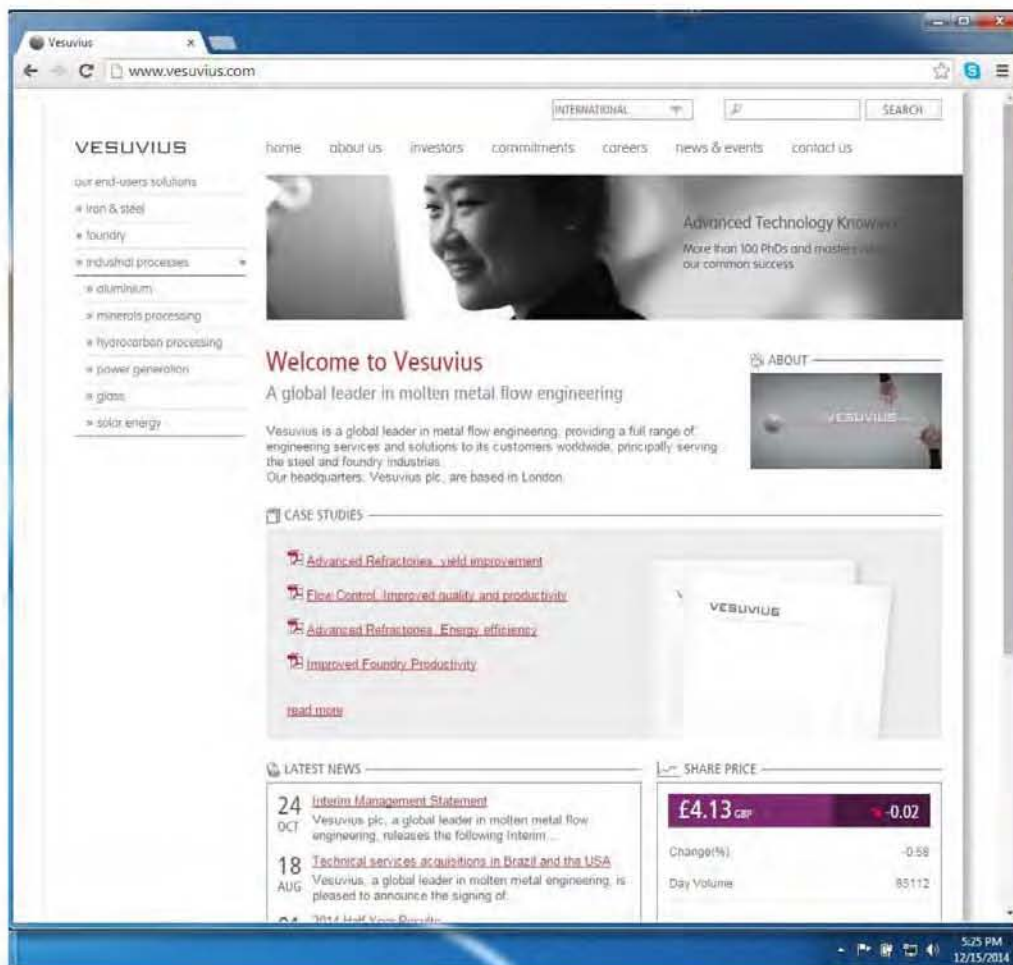 Vesuvius
www.vesuvius.com
INTERNATIONAL
SEARCH
VESUVIUS
home about us investors commitments careers news & events contact us
our end-users solutions
» iron & steel
» foundry
» industrial processes
» aluminium
» minerals processing
» hydrocarbon processing
» power generation
» glass
» solar energy
Advanced Technology
More than 100 PhDs and masters
our common success
Welcome to Vesuvius
A global leader in molten metal flow engineering
Vesuvius is a global leader in metal flow engineering, providing a full range of
engineering services and solutions to its customers worldwide, principally serving
the steel and foundry industries.
Our headquarters, Vesuvius plc, are based in London
ABOUT
VESUVIUS
CASE STUDIES
Advanced Refractories, yield improvement
Flow Control, Improved quality and productivity
Advanced Refractories, Energy efficiency
Improved Foundry Productivity
read more
VESUVIUS
LATEST NEWS
24 OCT
Interim Management Statement
Vesuvius plc, a global leader in molten metal flow
engineering, releases the following Interim...
18 AUG
Technical services acquisitions in Brazil and the USA
Vesuvius, a global leader in molten metal engineering, is
pleased to announce the signing of
2014 Half Year Results
SHARE PRICE
£4.13 GBP -0.02
Change(%) -0.58
Day Volume 85112
5:25 PM
12/15/2014